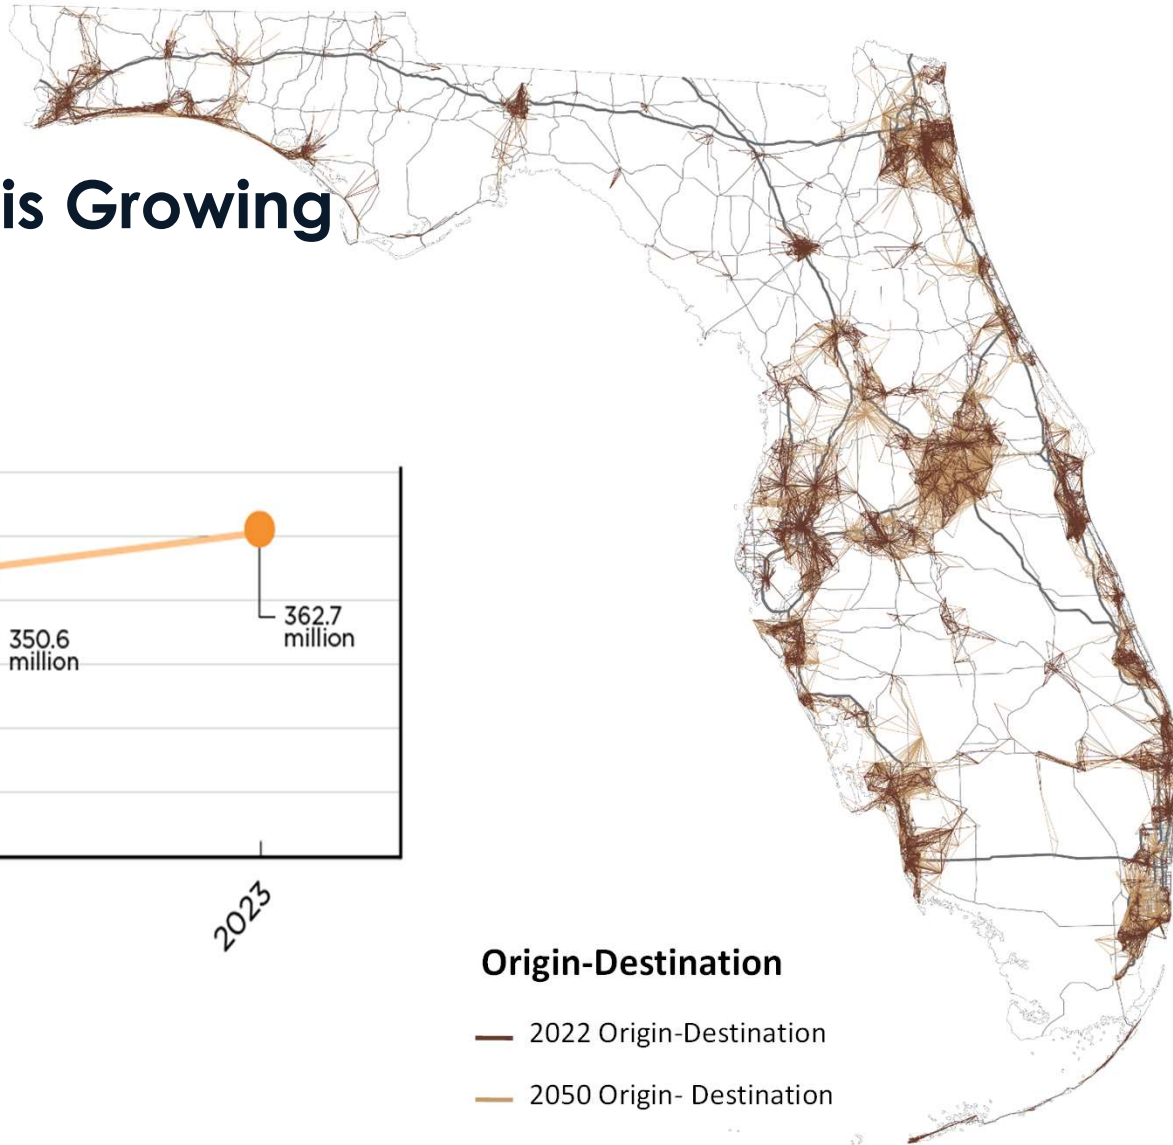 is Growing
350.6
million
362.7
million
2023
Origin-Destination
2022 Origin-Destination
2050 Origin- Destination